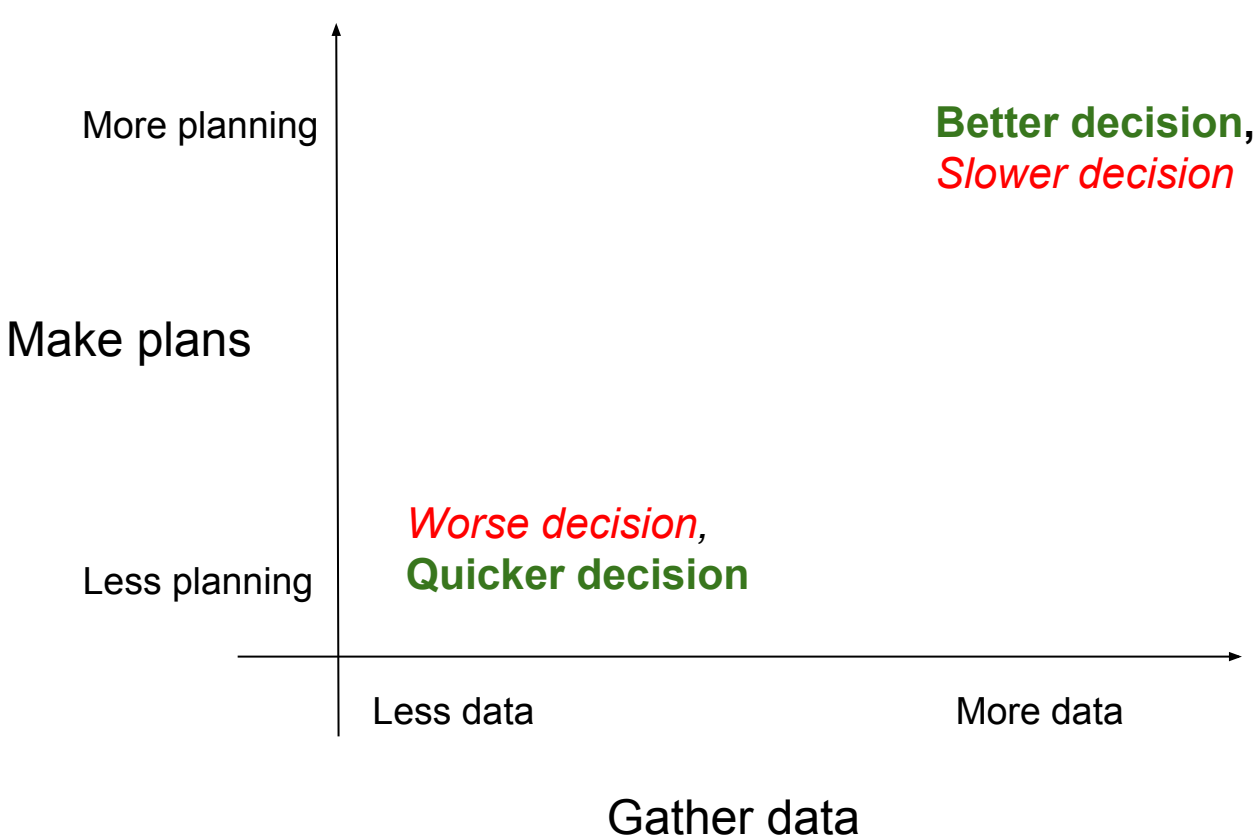 More planning
Better decision,
Slower decision
Make plans
Worse decision,
Quicker decision
Less planning
Less data
More data
Gather data